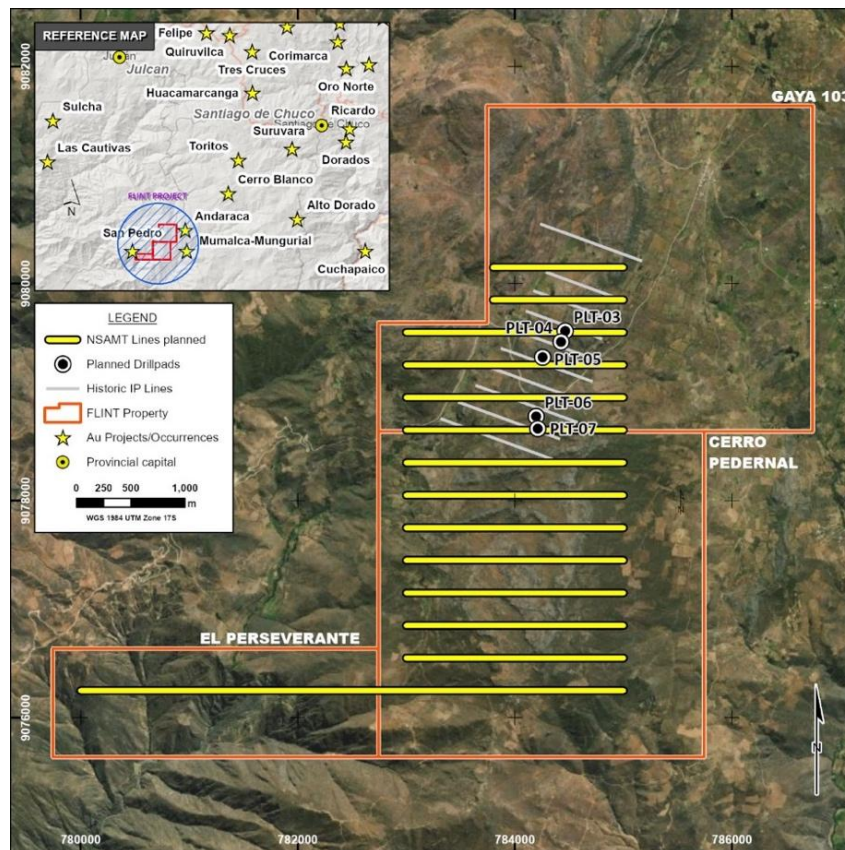 REFERENCE MAP
Felipe
Quiruvilca
Corimarca
Julcan
Julcan
Tres Cruces
Oro Norte
Huacamarcanga
Sulcha
Santiago de Chuco
Santiago de Chuco
Ricardo
Suruvara
Las Cautivas
Toritos
Dorados
Cerro Blanco
N
FLINT PROJECT
Andaraca
Alto Dorado
San Pedro
Mumalca-Mungurial
Cuchapaico
LEGEND
NSAMT Lines planned
Planned Drillpads
Historic IP Lines
FLINT Property
Au Projects/Occurrences
Provincial capital
0 250 500 1,000
m
WGS 1984 UTM Zone 17S
GAYA 103
PLT-03
PLT-04
PLT-05
PLT-06
PLT-07
CERRO
PEDERNAL
EL PERSEVERANTE
N
9082000
9080000
9078000
9076000
780000 782000 784000 786000